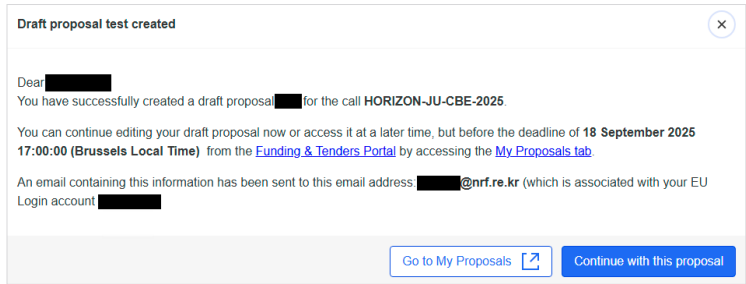 Draft proposal test created
Dear
You have successfully created a draft proposal for the call HORIZON-JU-CBE-2025.
You can continue editing your draft proposal now or access it at a later time, but before the deadline of 18 September 2025
17:00:00 (Brussels Local Time) from the Funding & Tenders Portal by accessing the My Proposals tab.
An email containing this information has been sent to this email address: @nrf.re.kr (which is associated with your EU
Login account
Go to My Proposals
Continue with this proposal